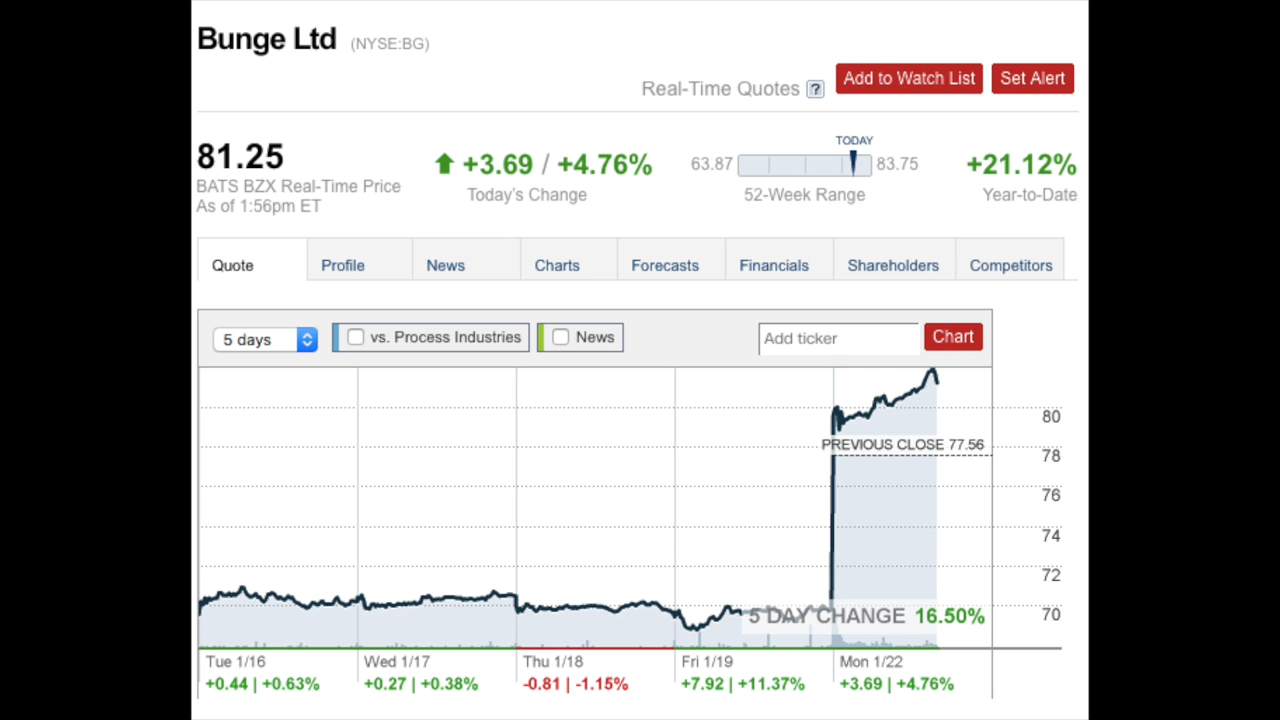 Bunge Ltd (NYSE:BG)
Real-Time Quotes ? Add to Watch List Set Alert
TODAY
81.25 +3.69 / +4.76% 63.87 83.75 +21.12%
BATS BZX Real-Time Price Today's Change 52-Week Range Year-to-Date
As of 1:56pm ET
Quote Profile News Charts Forecasts Financials Shareholders Competitors
5 days vs. Process Industries News Add ticker Chart
80
PREVIOUS CLOSE 77.56
78
76
74
72
70
5 DAY CHANGE 16.50%
Tue 1/16 Wed 1/17 Thu 1/18 Fri 1/19 Mon 1/22
+0.44 | +0.63% +0.27 | +0.38% -0.81 | -1.15% +7.92 | +11.37% +3.69 | +4.76%